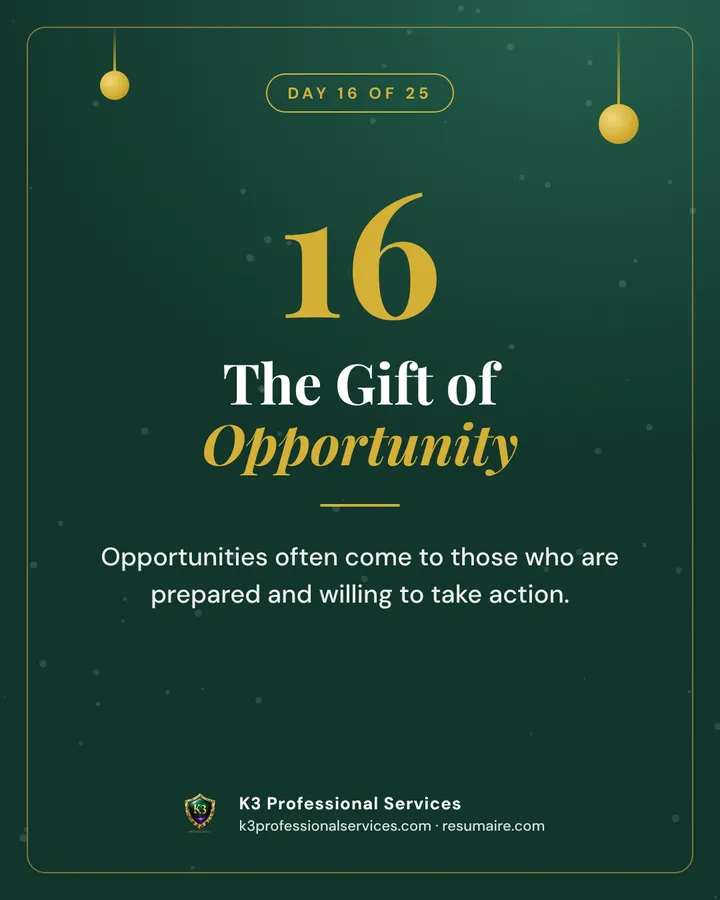 DAY 16 OF 25
16
The Gift of
Opportunity
Opportunities often come to those who are
prepared and willing to take action.
K3
K3 Professional Services
k3professionalservices.com · resumaire.com